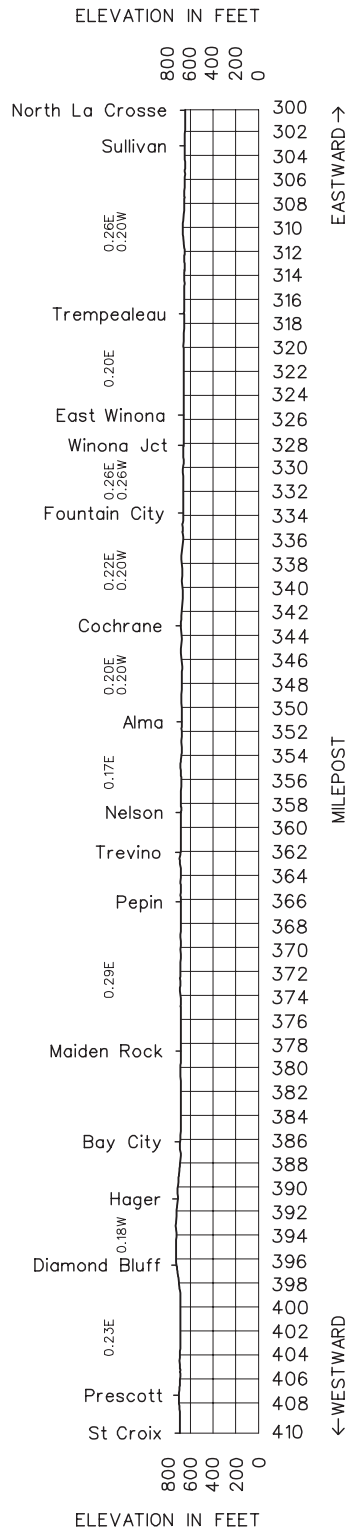 ELEVATION IN FEET
800 600 400 200 0
North La Crosse 300
302
Sullivan
304
306
308
0.26E 310
0.20W
312
314
316
Trempealeau
318
320
0.20E 322
324
East Winona 326
Winona Jct 328
330
0.26E
0.26W
332
Fountain City 334
336
0.22E 338
0.20W
340
342
Cochrane
344
346
0.20E
0.20W
348
350
Alma
352
354
0.17E 356
358
Nelson
360
Trevino 362
364
Pepin 366
368
370
0.29E 372
374
376
378
Maiden Rock
380
382
384
Bay City 386
388
390
Hager
392
0.18W 394
396
Diamond Bluff
398
400
0.23E 402
404
406
Prescott
408
St Croix 410
EASTWARD →
MILEPOST
← WESTWARD
800 600 400 200 0
ELEVATION IN FEET